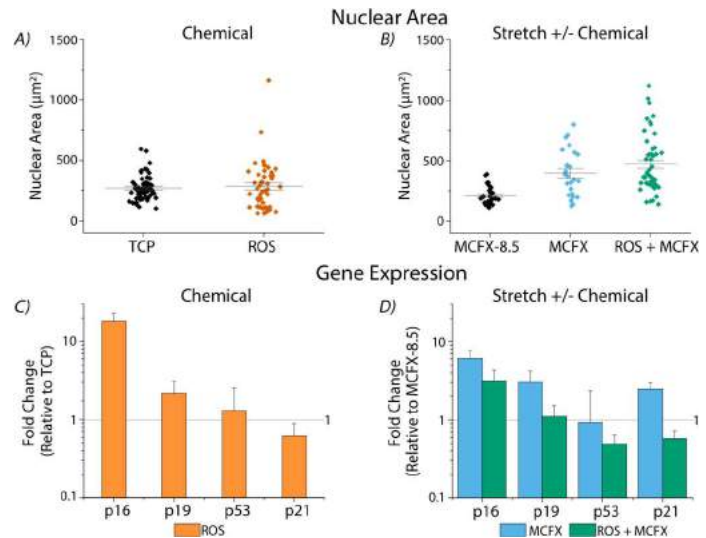 Nuclear Area
A) Chemical
Nuclear Area (μm²)
1500
1000
500
0
TCP ROS
B) Stretch +/- Chemical
Nuclear Area (μm²)
1500
1000
500
0
MCFX-8.5 MCFX ROS + MCFX
Gene Expression
C) Chemical
Fold Change
(Relative to TCP)
10
1
0.1
1
p16 p19 p53 p21
ROS
D) Stretch +/- Chemical
Fold Change
(Relative to MCFX-8.5)
10
1
0.1
1
p16 p19 p53 p21
MCFX ROS + MCFX